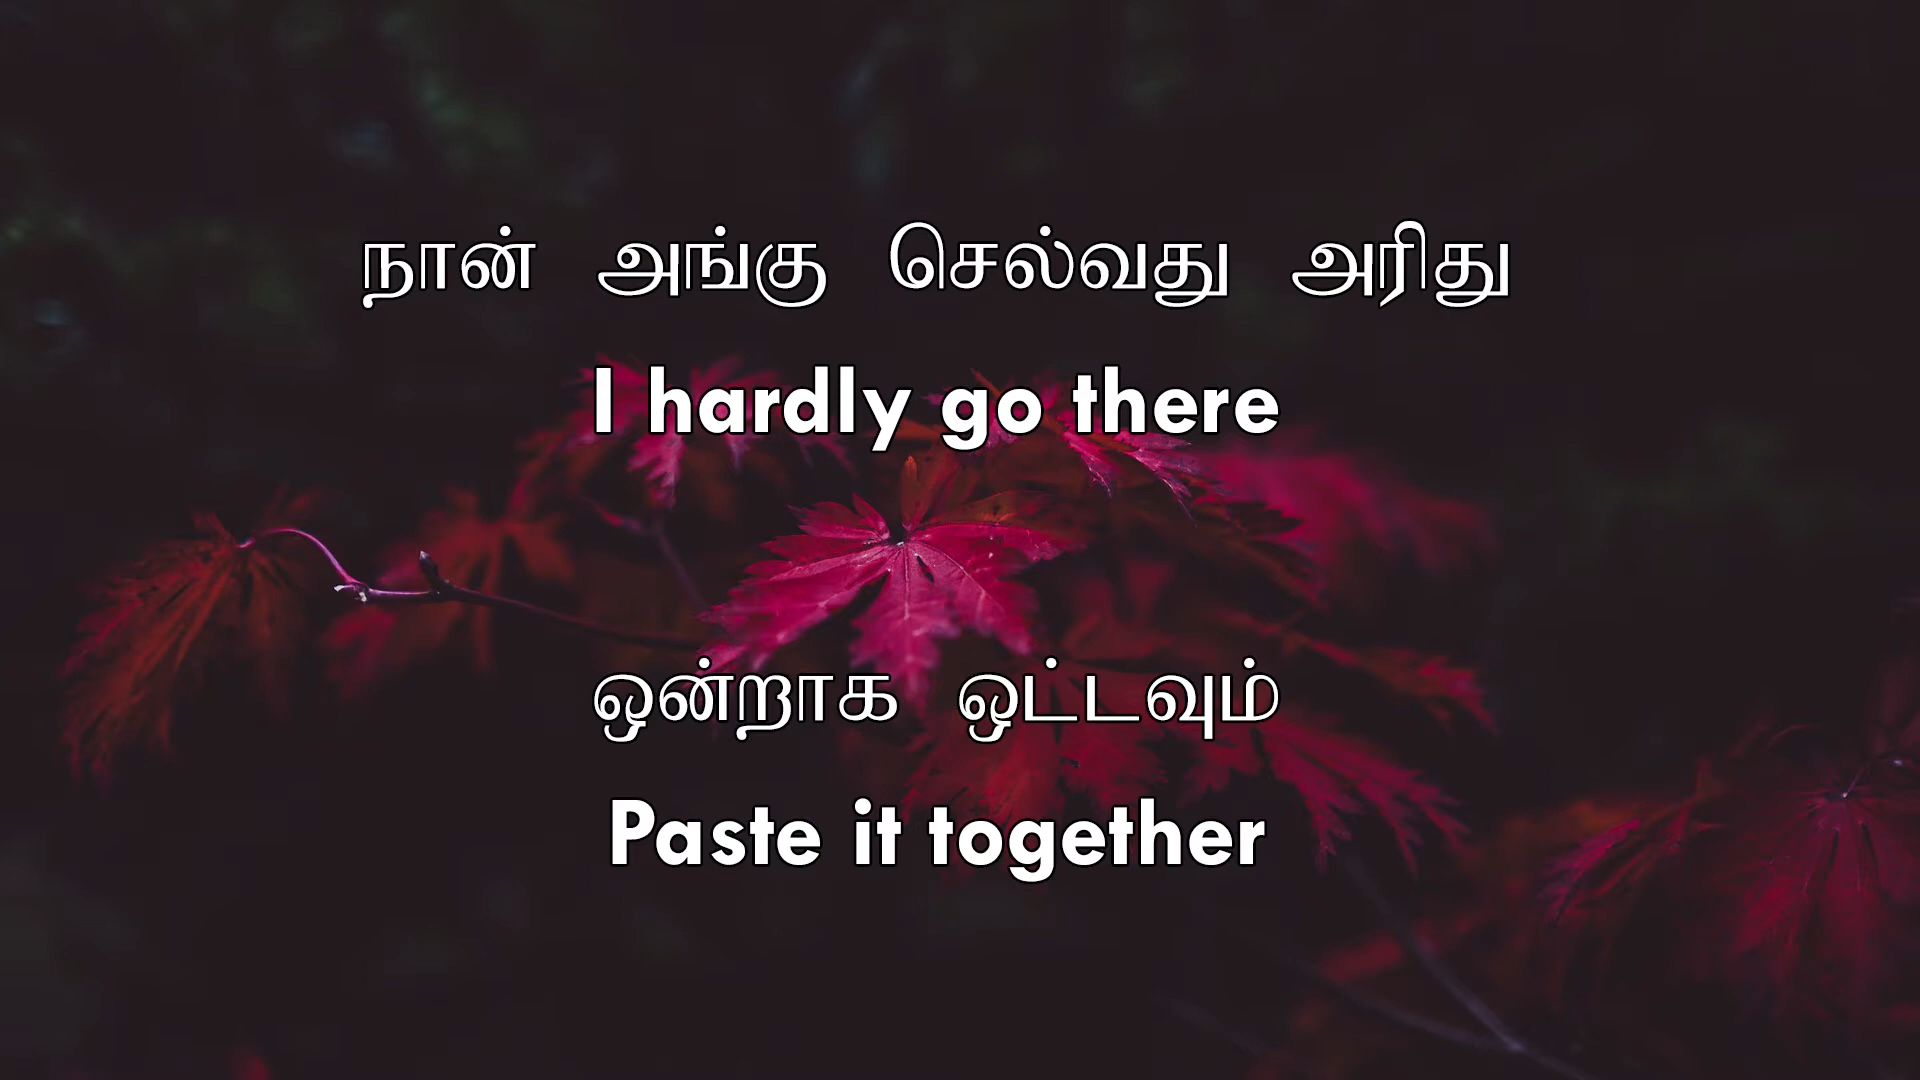 நான் அங்கு செல்வது அரிது
I hardly go there
ஒன்றாக ஒட்டவும்
Paste it together